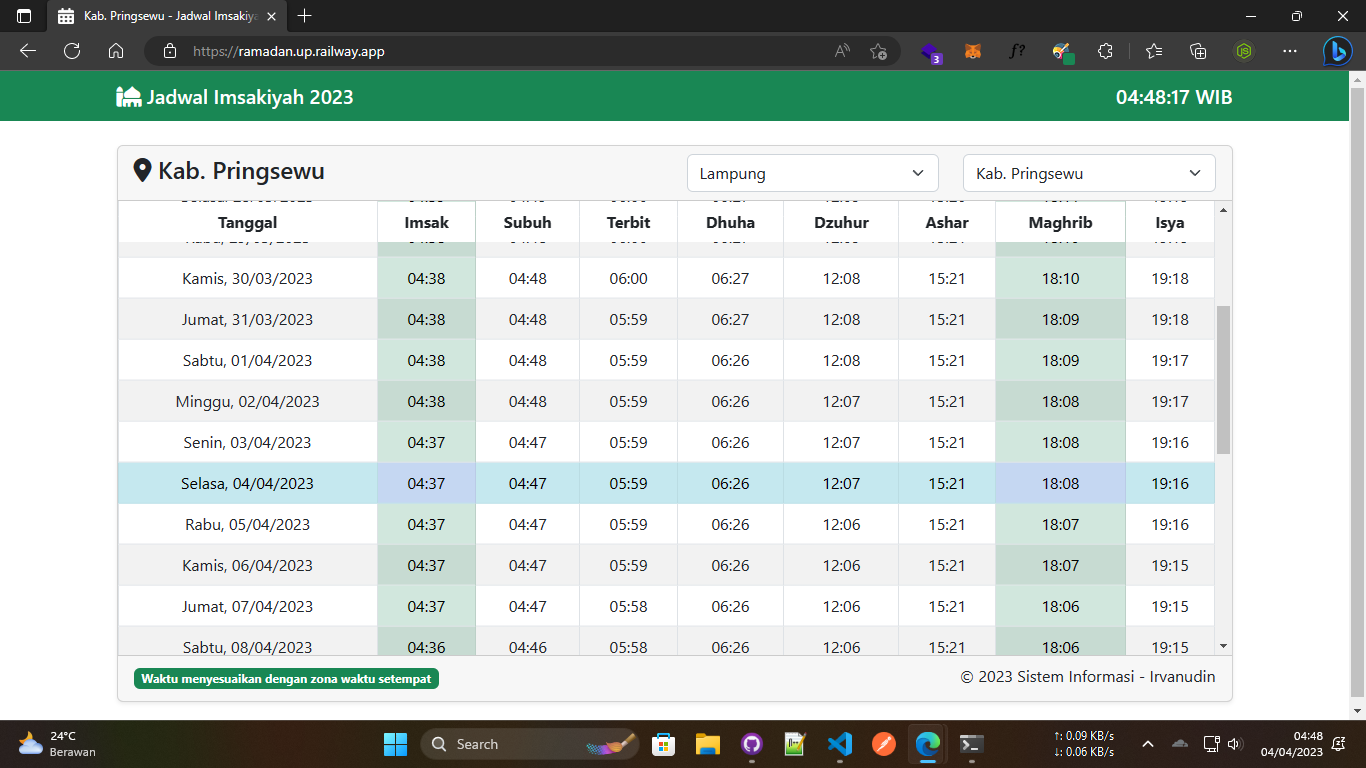 Kab. Pringsewu - Jadwal Imsakiya
https://ramadan.up.railway.app
3
Jadwal Imsakiyah 2023
04:48:17 WIB
Kab. Pringsewu
Lampung
Kab. Pringsewu
Tanggal Imsak Subuh Terbit Dhuha Dzuhur Ashar Maghrib Isya
Kamis, 30/03/2023 04:38 04:48 06:00 06:27 12:08 15:21 18:10 19:18
Jumat, 31/03/2023 04:38 04:48 05:59 06:27 12:08 15:21 18:09 19:18
Sabtu, 01/04/2023 04:38 04:48 05:59 06:26 12:08 15:21 18:09 19:17
Minggu, 02/04/2023 04:38 04:48 05:59 06:26 12:07 15:21 18:08 19:17
Senin, 03/04/2023 04:37 04:47 05:59 06:26 12:07 15:21 18:08 19:16
Selasa, 04/04/2023 04:37 04:47 05:59 06:26 12:07 15:21 18:08 19:16
Rabu, 05/04/2023 04:37 04:47 05:59 06:26 12:06 15:21 18:07 19:16
Kamis, 06/04/2023 04:37 04:47 05:59 06:26 12:06 15:21 18:07 19:15
Jumat, 07/04/2023 04:37 04:47 05:58 06:26 12:06 15:21 18:06 19:15
Sabtu, 08/04/2023 04:36 04:46 05:58 06:26 12:06 15:21 18:06 19:15
Waktu menyesuaikan dengan zona waktu setempat
© 2023 Sistem Informasi - Irvanudin
24°C
Berawan
Search
↑: 0.09 KB/s
↓: 0.06 KB/s
04:48
04/04/2023